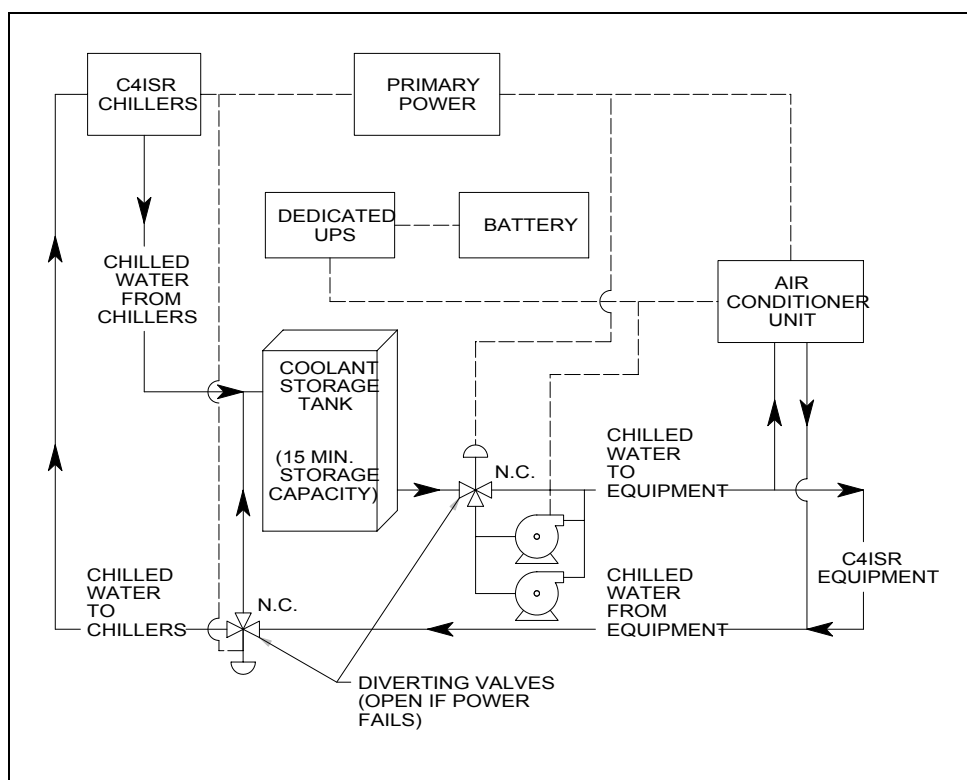 C4ISR
CHILLERS
PRIMARY
POWER
DEDICATED
UPS
BATTERY
CHILLED
WATER
FROM
CHILLERS
AIR
CONDITIONER
UNIT
COOLANT
STORAGE
TANK
(15 MIN.
STORAGE
CAPACITY)
N.C.
CHILLED
WATER
TO
EQUIPMENT
C4ISR
EQUIPMENT
CHILLED
WATER
TO
CHILLERS
N.C.
CHILLED
WATER
FROM
EQUIPMENT
DIVERTING VALVES
(OPEN IF POWER
FAILS)